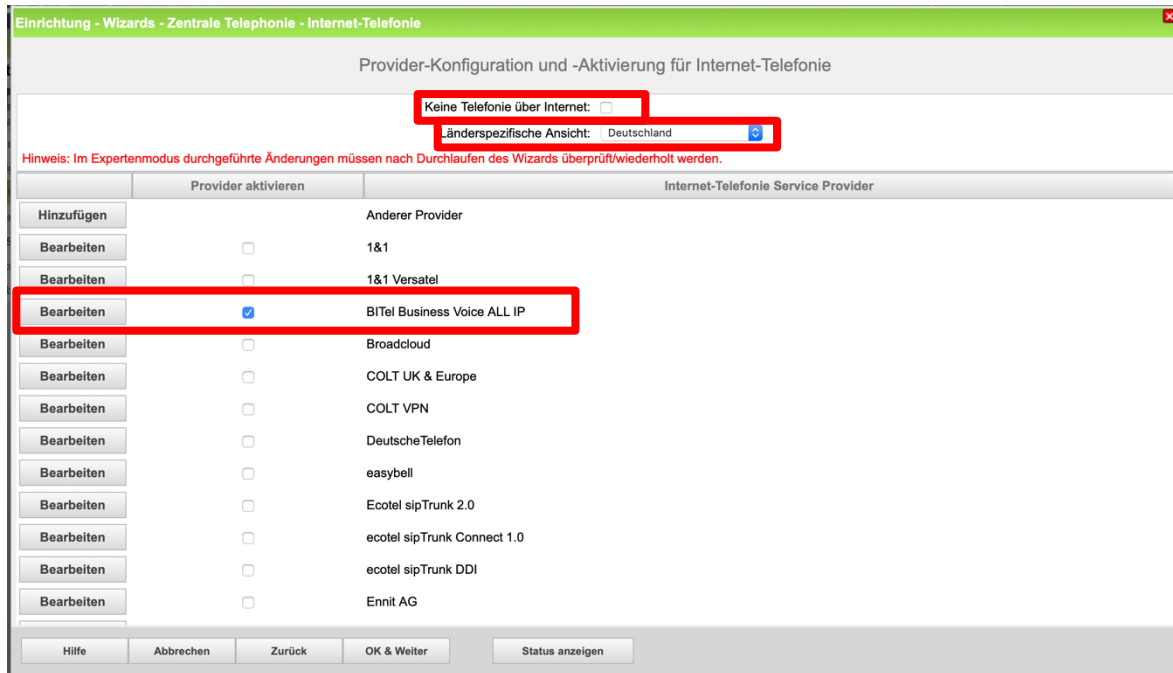 Einrichtung - Wizards - Zentrale Telephonie - Internet-Telefonie
Provider-Konfiguration und -Aktivierung für Internet-Telefonie
Keine Telefonie über Internet:
Länderspezifische Ansicht: Deutschland
Hinweis: Im Expertenmodus durchgeführte Änderungen müssen nach Durchlaufen des Wizards überprüft/wiederholt werden.
Provider aktivieren Internet-Telefonie Service Provider
Hinzufügen Anderer Provider
Bearbeiten 1&1
Bearbeiten 1&1 Versatel
Bearbeiten BITel Business Voice ALL IP
Bearbeiten Broadcloud
Bearbeiten COLT UK & Europe
Bearbeiten COLT VPN
Bearbeiten DeutscheTelefon
Bearbeiten easybell
Bearbeiten Ecotel sipTrunk 2.0
Bearbeiten ecotel sipTrunk Connect 1.0
Bearbeiten ecotel sipTrunk DDI
Bearbeiten Ennit AG
Hilfe Abbrechen Zurück OK & Weiter Status anzeigen